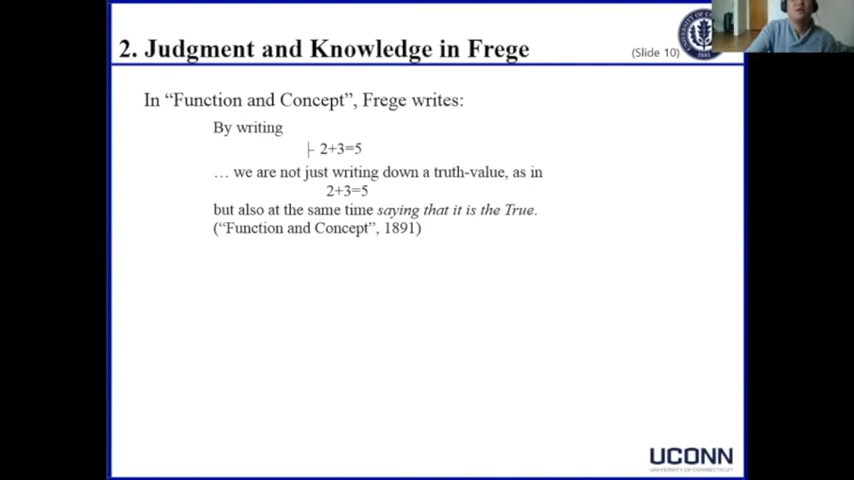 2. Judgment and Knowledge in Frege
(Slide 10)
In “Function and Concept”, Frege writes:
By writing
⊢ 2+3=5
… we are not just writing down a truth-value, as in
2+3=5
but also at the same time saying that it is the True.
(“Function and Concept”, 1891)
UCONN
UNIVERSITY OF CONNECTICUT